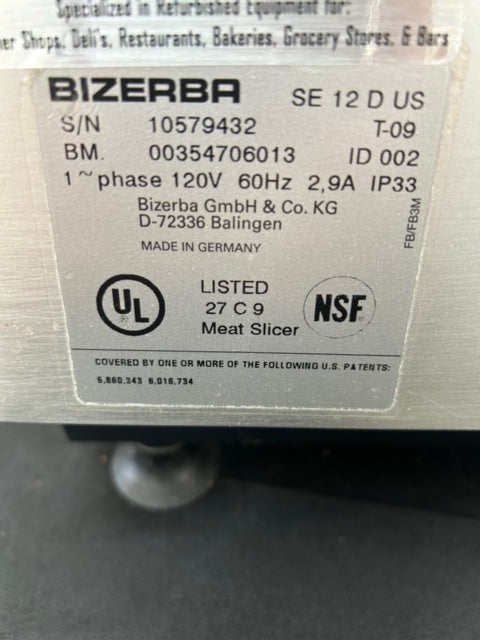 Specialized in Refurbished Equipment for:
er Shops, Deli's, Restaurants, Bakeries, Grocery Stores, & Bars
BIZERBA SE 12 D US
S/N 10579432 T-09
BM. 00354706013 ID 002
1~phase 120V 60Hz 2,9A IP33
Bizerba GmbH & Co. KG
D-72336 Balingen
MADE IN GERMANY
FB/FB3M
UL
LISTED
27 C 9
Meat Slicer
NSF
COVERED BY ONE OR MORE OF THE FOLLOWING U.S. PATENTS:
5,860,343 6,016,734